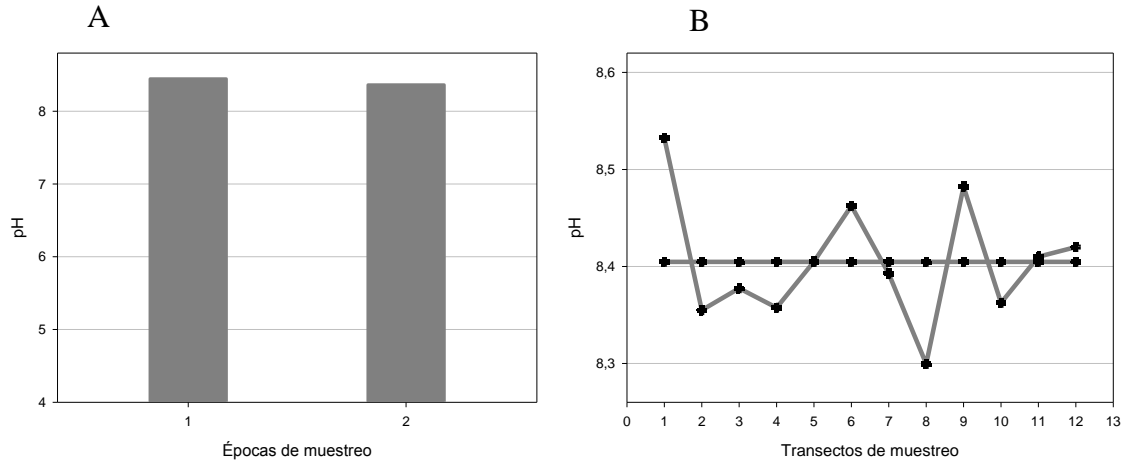 A
pH
8
7
6
5
4
1 2
Épocas de muestreo
B
pH
8,6
8,5
8,4
8,3
0 1 2 3 4 5 6 7 8 9 10 11 12 13
Transectos de muestreo